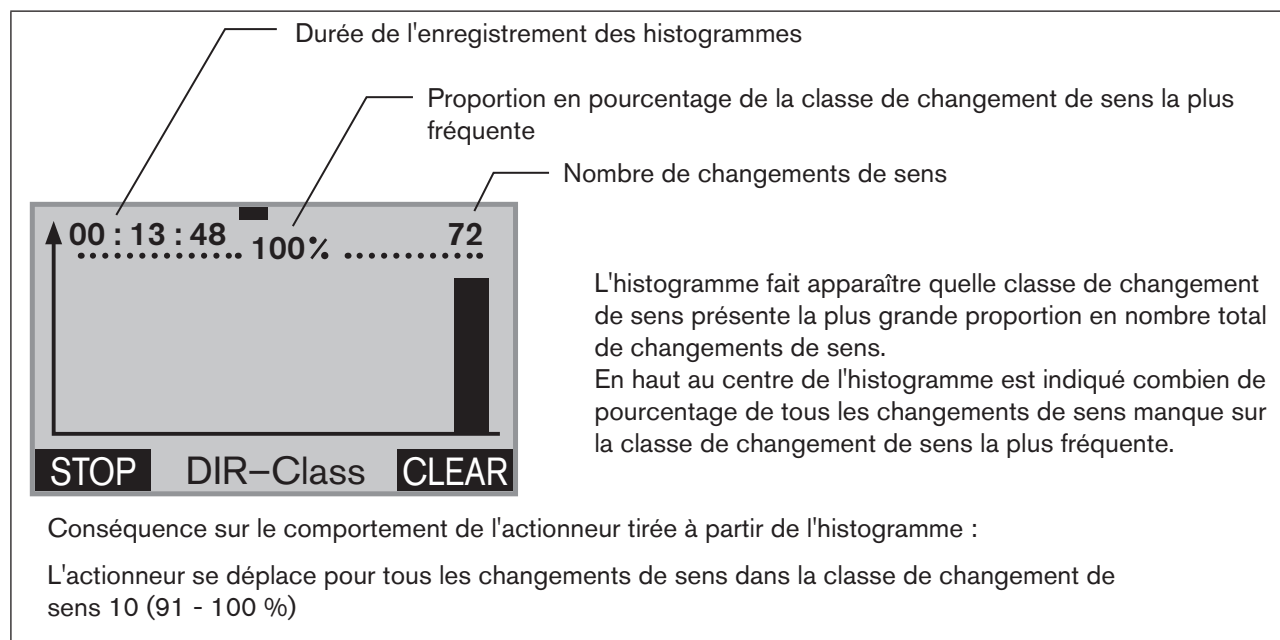 Durée de l'enregistrement des histogrammes
Proportion en pourcentage de la classe de changement de sens la plus
fréquente
Nombre de changements de sens
00 : 13 : 48
100%
72
STOP
DIR–Class
CLEAR
L'histogramme fait apparaître quelle classe de changement
de sens présente la plus grande proportion en nombre total
de changements de sens.
En haut au centre de l'histogramme est indiqué combien de
pourcentage de tous les changements de sens manque sur
la classe de changement de sens la plus fréquente.
Conséquence sur le comportement de l'actionneur tirée à partir de l'histogramme :
L'actionneur se déplace pour tous les changements de sens dans la classe de changement de
sens 10 (91 - 100 %)